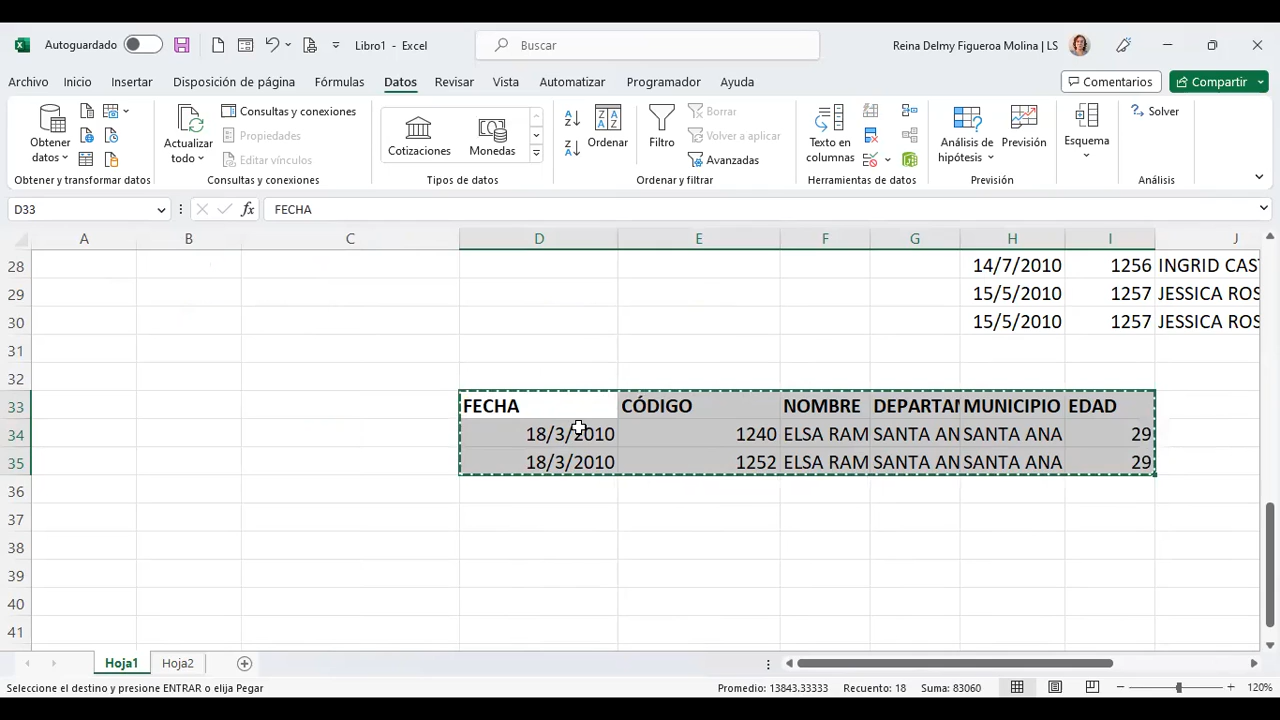 Autoguardado Libro1 - Excel Buscar Reina Delmy Figueroa Molina | LS
Archivo Inicio Insertar Disposición de página Fórmulas Datos Revisar Vista Automatizar Programador Ayuda Comentarios Compartir
Obtener datos
Consultas y conexiones
Propiedades
Editar vínculos
Actualizar todo
Cotizaciones Monedas
Ordenar
Filtro
Borrar
Volver a aplicar
Avanzadas
Texto en columnas
Análisis de hipótesis
Previsión
Esquema
Solver
Obtener y transformar datos Consultas y conexiones Tipos de datos Ordenar y filtrar Herramientas de datos Previsión Análisis
D33 fx FECHA
A B C D E F G H I J
28 14/7/2010 1256 INGRID CAST
29 15/5/2010 1257 JESSICA ROS
30 15/5/2010 1257 JESSICA ROS
31
32
33 FECHA CÓDIGO NOMBRE DEPARTAM MUNICIPIO EDAD
34 18/3/2010 1240 ELSA RAM SANTA AN SANTA ANA 29
35 18/3/2010 1252 ELSA RAM SANTA AN SANTA ANA 29
36
37
38
39
40
41
Hoja1 Hoja2
Seleccione el destino y presione ENTRAR o elija Pegar Promedio: 13843.33333 Recuento: 18 Suma: 83060 120%